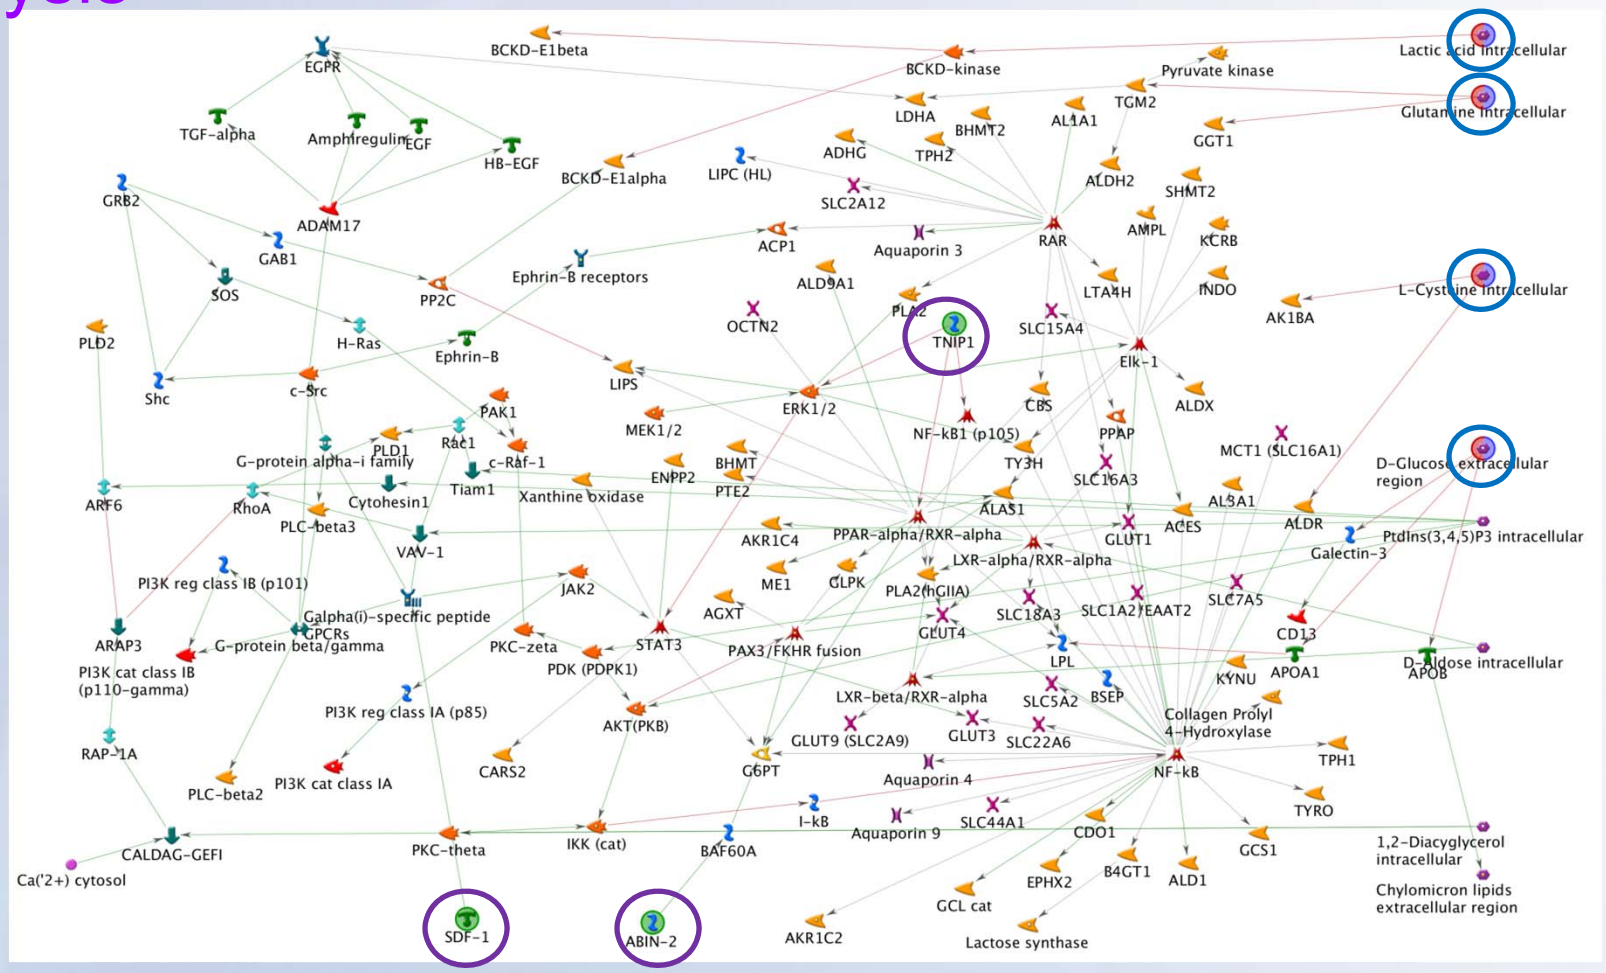 BCKD-E1beta
EGFR
BCKD-kinase
Pyruvate kinase
Lactic acid intracellular
TGM2
LDHA
BHMT2
AL1A1
Glutamine intracellular
GGT1
TGF-alpha
Amphiregulin
EGF
HB-EGF
ADHG
TPH2
BCKD-E1alpha
LIPC (HL)
ALDH2
SHMT2
SLC2A12
GRB2
ADAM17
GAB1
ACP1
Aquaporin 3
RAR
AMPL
KCRB
SOS
Ephrin-B receptors
PP2C
ALD9A1
PLA2
LTA4H
INDO
L-Cysteine intracellular
AK1BA
OCTN2
TNIP1
SLC15A4
PLD2
H-Ras
Ephrin-B
Elk-1
Shc
c-Src
LIPS
ERK1/2
CBS
ALDX
PAK1
MEK1/2
NF-kB1 (p105)
PPAP
PLD1
Rac1
G-protein alpha-i family
c-Raf-1
BHMT
TY3H
MCT1 (SLC16A1)
D-Glucose extracellular
region
ENPP2
PTE2
SLC16A3
ARF6
RhoA
Cytohesin1
Tiam1
Xanthine oxidase
ALAS1
AL3A1
PLC-beta3
ACES
ALDR
VAV-1
AKR1C4
PPAR-alpha/RXR-alpha
GLUT1
Galectin-3
PtdIns(3,4,5)P3 intracellular
LXR-alpha/RXR-alpha
PI3K reg class IB (p101)
JAK2
ME1
GLPK
PLA2(hGIIA)
AGXT
SLC18A3
SLC1A2/EAAT2
SLC7A5
Galpha(i)-specific peptide
GPCRs
G-protein beta/gamma
ARAP3
PKC-zeta
STAT3
PAX3/FKHR fusion
GLUT4
CD13
PI3K cat class IB
(p110-gamma)
PDK (PDPK1)
LPL
KYNU
APOA1
APOB
D-Aldose intracellular
LXR-beta/RXR-alpha
SLC5A2
BSEP
PI3K reg class IA (p85)
AKT(PKB)
Collagen Prolyl
4-Hydroxylase
GLUT9 (SLC2A9)
GLUT3
SLC22A6
RAP-1A
CARS2
G6PT
Aquaporin 4
NF-kB
TPH1
PLC-beta2
PI3K cat class IA
I-kB
Aquaporin 9
SLC44A1
TYRO
CDO1
CALDAG-GEFI
PKC-theta
IKK (cat)
BAF60A
GCS1
1,2-Diacyglycerol
intracellular
Ca('2+) cytosol
EPHX2
B4GT1
ALD1
Chylomicron lipids
extracellular region
GCL cat
SDF-1
ABIN-2
AKR1C2
Lactose synthase